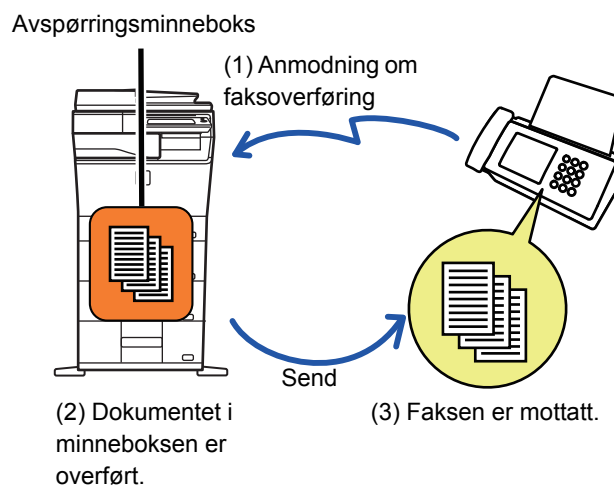 Avspørringsminneboks
(1) Anmodning om
faksoverføring
Send
(2) Dokumentet i
minneboksen er
overført.
(3) Faksen er mottatt.